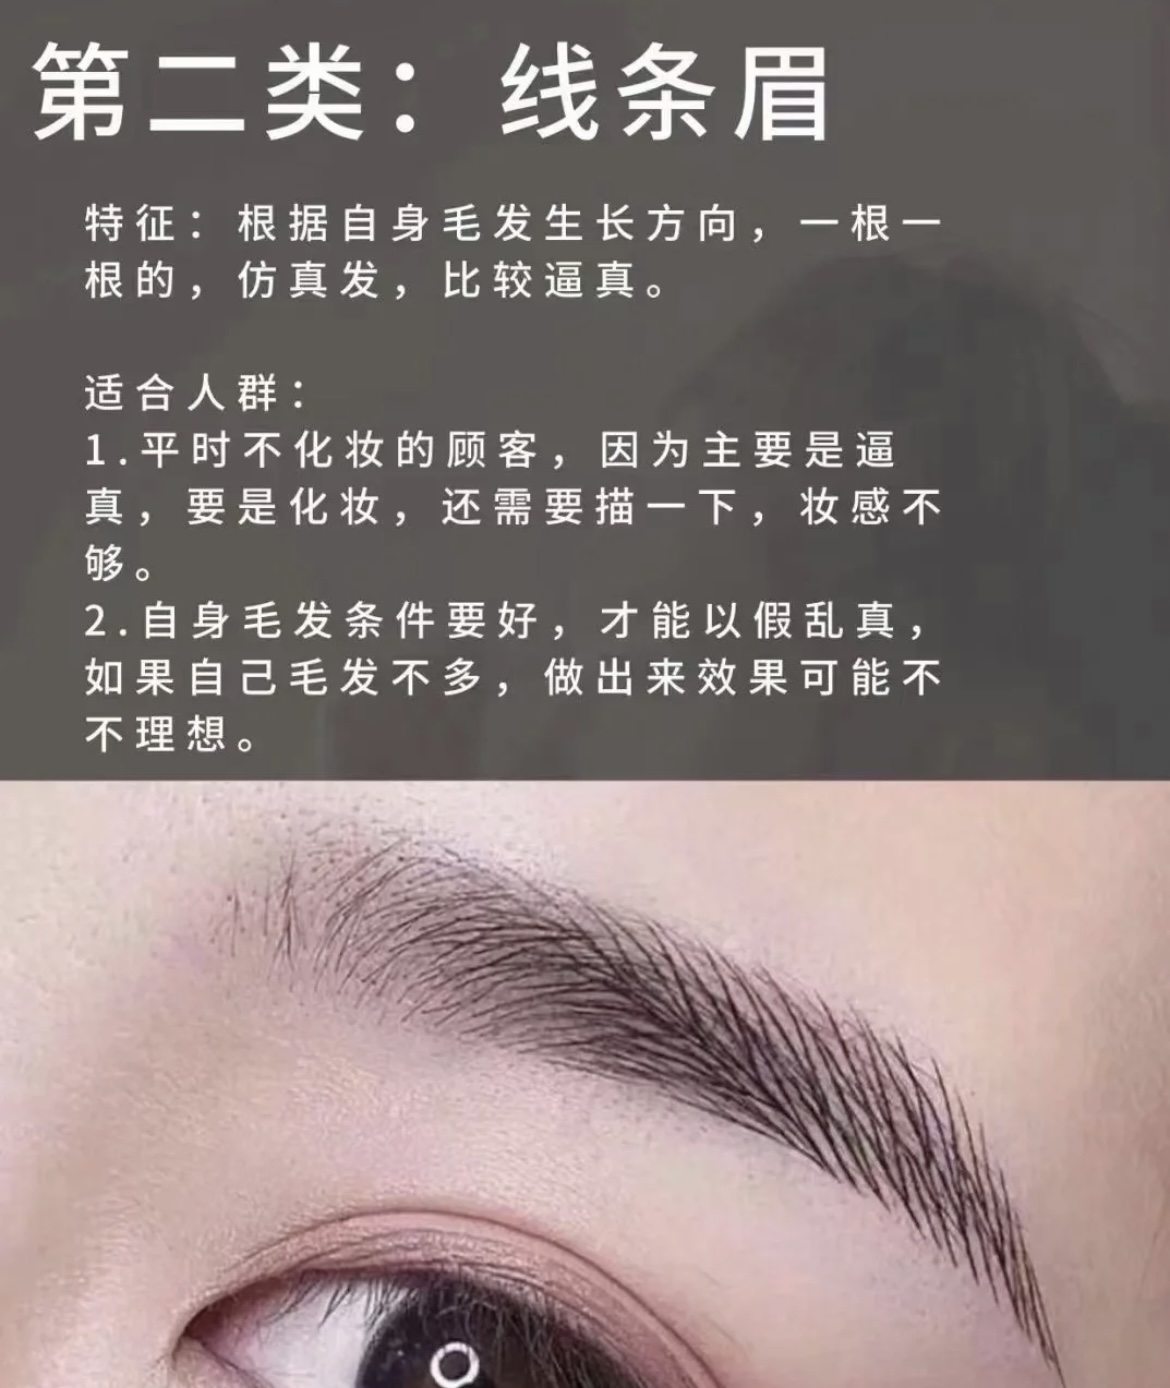 第二类：线条眉
特征：根据自身毛发生长方向，一根一
根的，仿真发，比较逼真。
适合人群：
1.平时不化妆的顾客，因为主要是逼
真，要是化妆，还需要描一下，妆感不
够。
2.自身毛发条件要好，才能以假乱真，
如果自己毛发不多，做出来效果可能不
不理想。